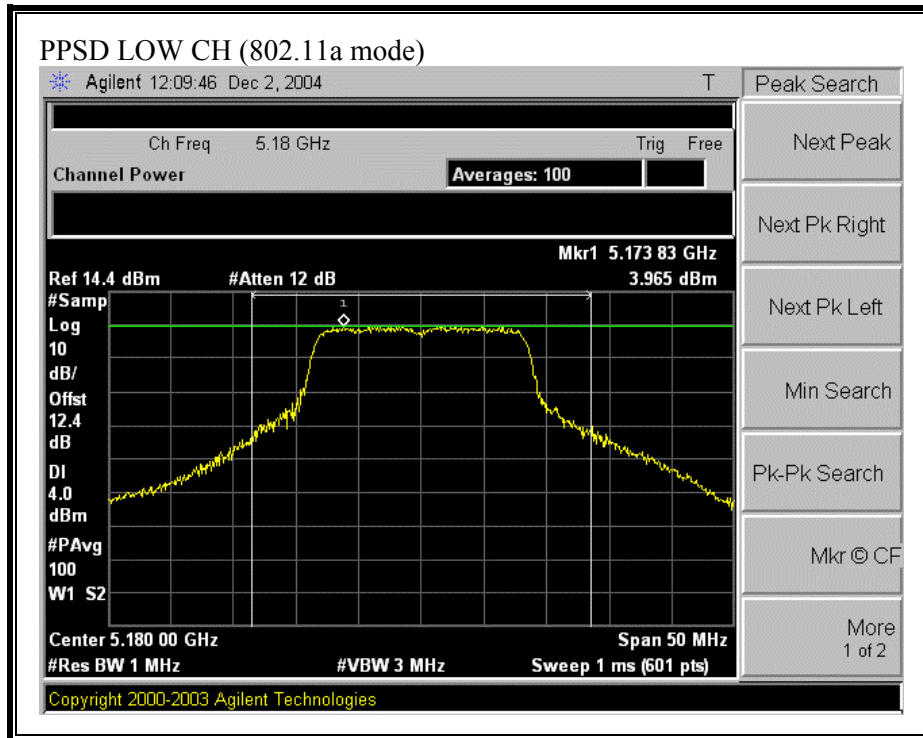 PPSD LOW CH (802.11a mode)
Agilent 12:09:46 Dec 2, 2004 T
Peak Search
Ch Freq 5.18 GHz Trig Free
Channel Power Averages: 100
Next Peak
Next Pk Right
Mkr1 5.173 83 GHz
Ref 14.4 dBm #Atten 12 dB 3.965 dBm
#Samp
Log
10
dB/
Offst
12.4
dB
DI
4.0
dBm
#PAvg
100
W1 S2
1
Next Pk Left
Min Search
Pk-Pk Search
Mkr © CF
More
1 of 2
Center 5.180 00 GHz Span 50 MHz
#Res BW 1 MHz #VBW 3 MHz Sweep 1 ms (601 pts)
Copyright 2000-2003 Agilent Technologies